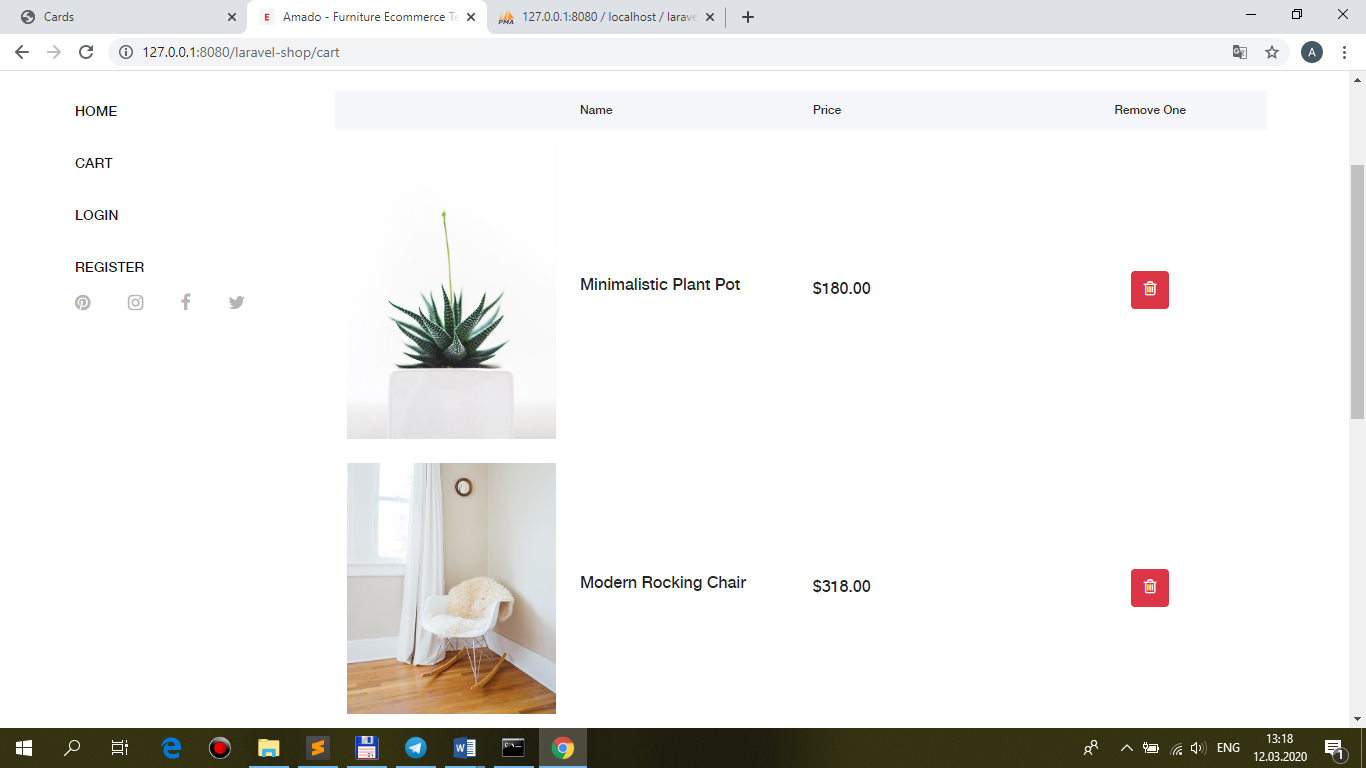 Cards
E Amado - Furniture Ecommerce Te
PMA 127.0.0.1:8080 / localhost / larave
127.0.0.1:8080/laravel-shop/cart
A
HOME
CART
LOGIN
REGISTER
Name Price Remove One
Minimalistic Plant Pot $180.00
Modern Rocking Chair $318.00
ENG
13:18
12.03.2020
1